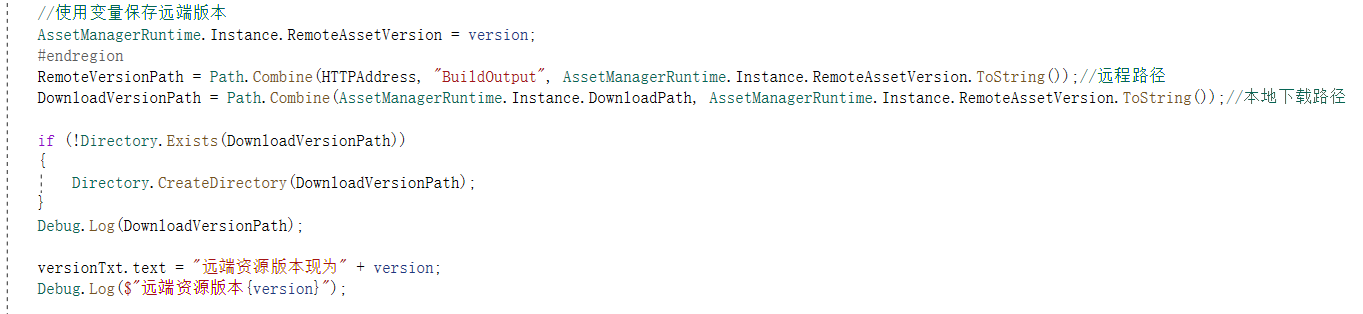 //使用变量保存远端版本
AssetManagerRuntime.Instance.RemoteAssetVersion = version;
#endregion
RemoteVersionPath = Path.Combine(HTTPAddress, "BuildOutput", AssetManagerRuntime.Instance.RemoteAssetVersion.ToString());//远程路径
DownloadVersionPath = Path.Combine(AssetManagerRuntime.Instance.DownloadPath, AssetManagerRuntime.Instance.RemoteAssetVersion.ToString());//本地下载路径
if (!Directory.Exists(DownloadVersionPath))
{
Directory.CreateDirectory(DownloadVersionPath);
}
Debug.Log(DownloadVersionPath);
versionTxt.text = "远端资源版本现为" + version;
Debug.Log($"远端资源版本{version}");